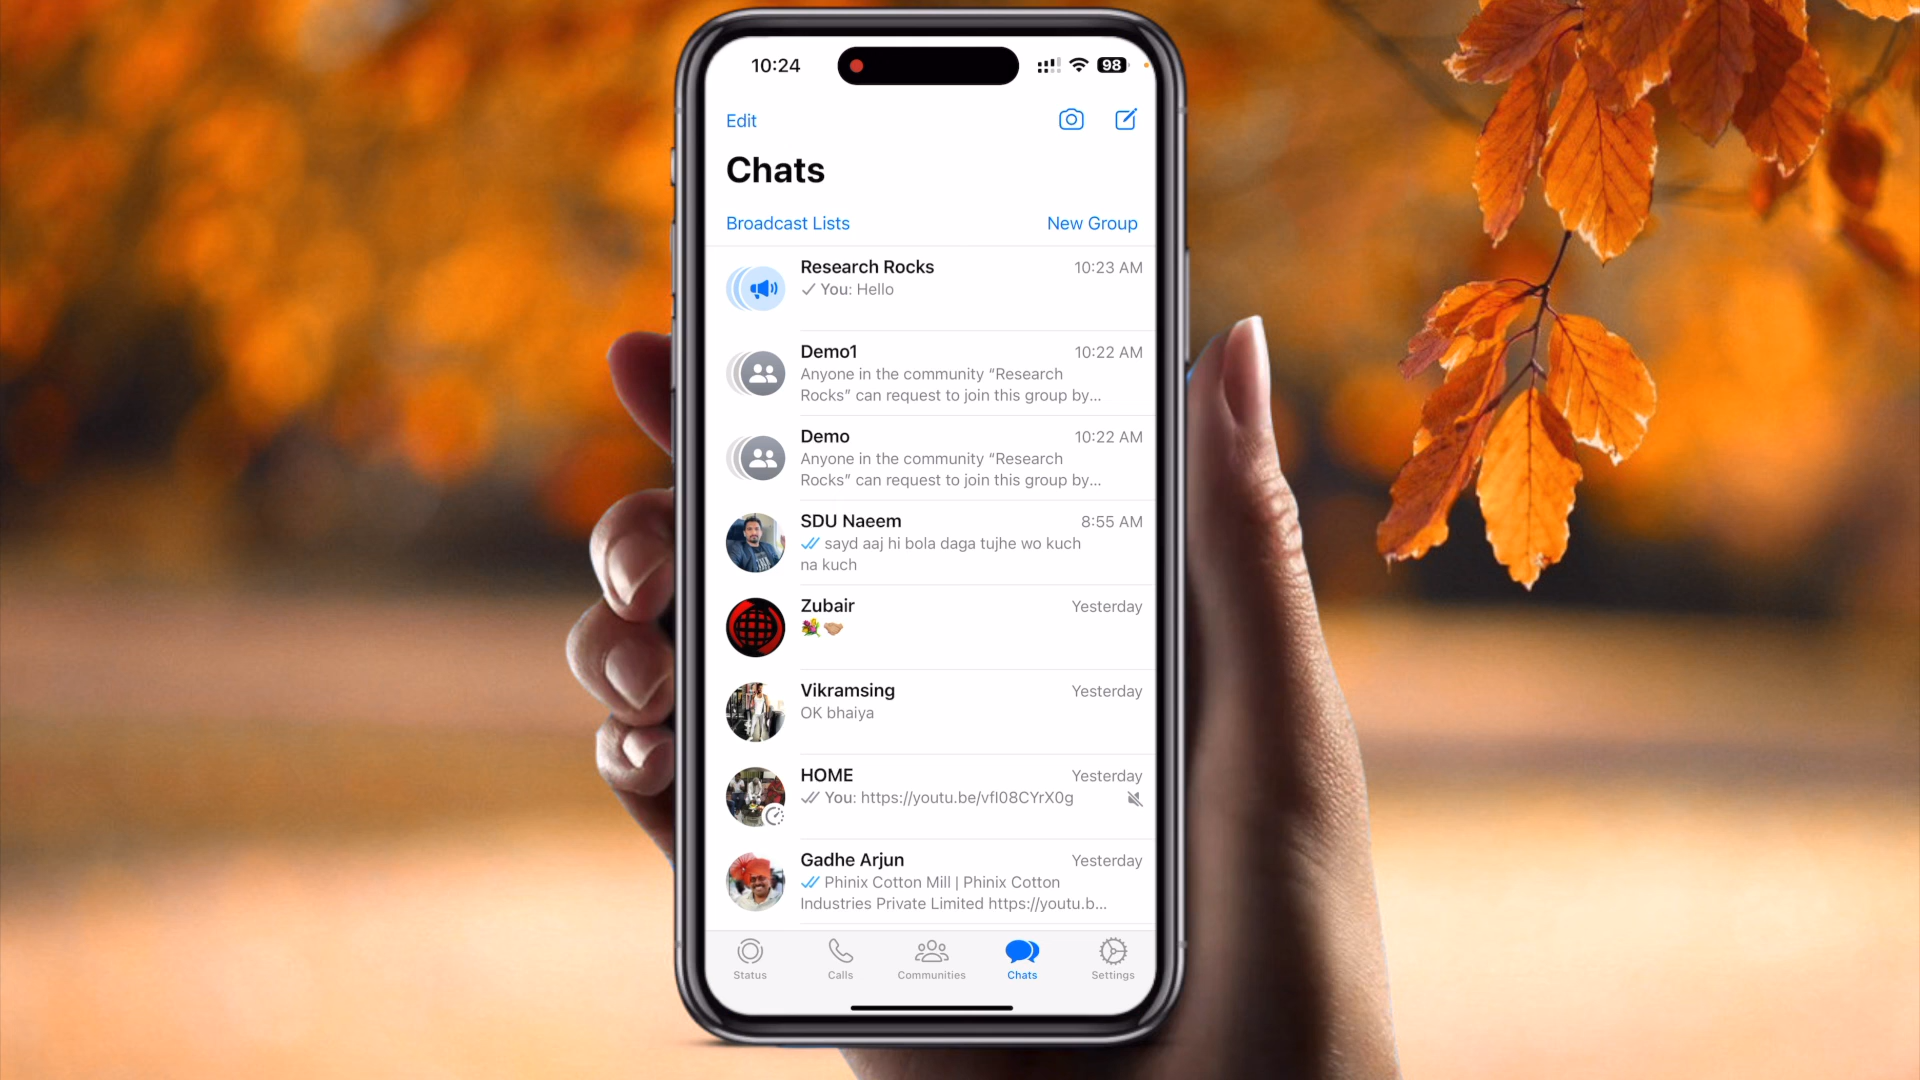 10:24
98
Edit
Chats
Broadcast Lists
New Group
Research Rocks
10:23 AM
You: Hello
Demo1
10:22 AM
Anyone in the community “Research
Rocks” can request to join this group by...
Demo
10:22 AM
Anyone in the community “Research
Rocks” can request to join this group by...
SDU Naeem
8:55 AM
sayd aaj hi bola daga tujhe wo kuch
na kuch
Zubair
Yesterday
Vikramsing
Yesterday
OK bhaiya
HOME
Yesterday
You: https://youtu.be/vfI08CYrX0g
Gadhe Arjun
Yesterday
Phinix Cotton Mill | Phinix Cotton
Industries Private Limited https://youtu.b...
Status
Calls
Communities
Chats
Settings